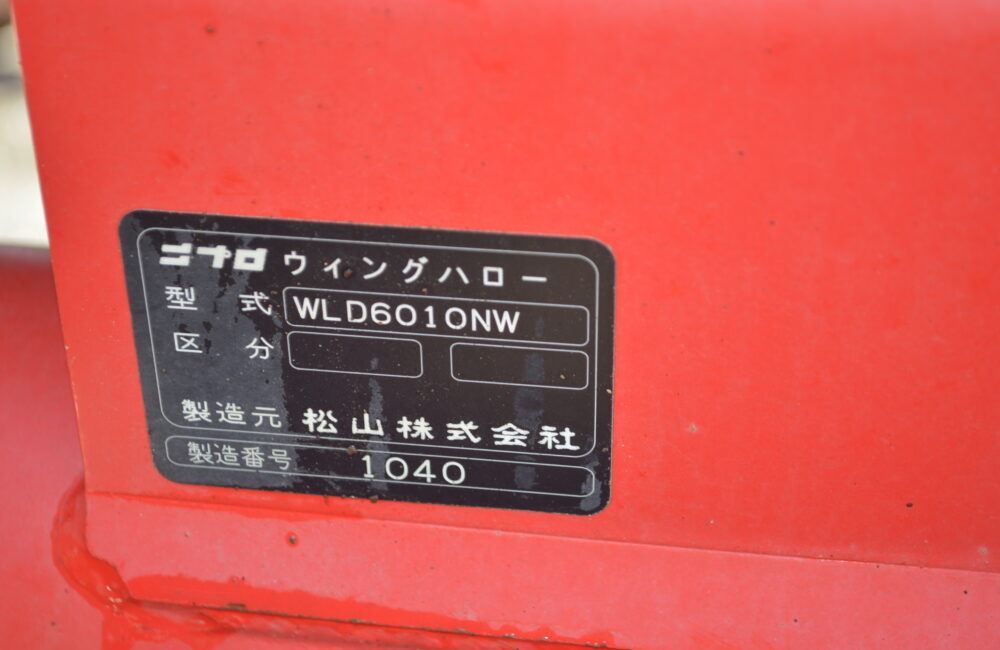 ニプロ ウィングハロー
型式 WLD6010NW
区分
製造元 松山株式会社
製造番号 1040